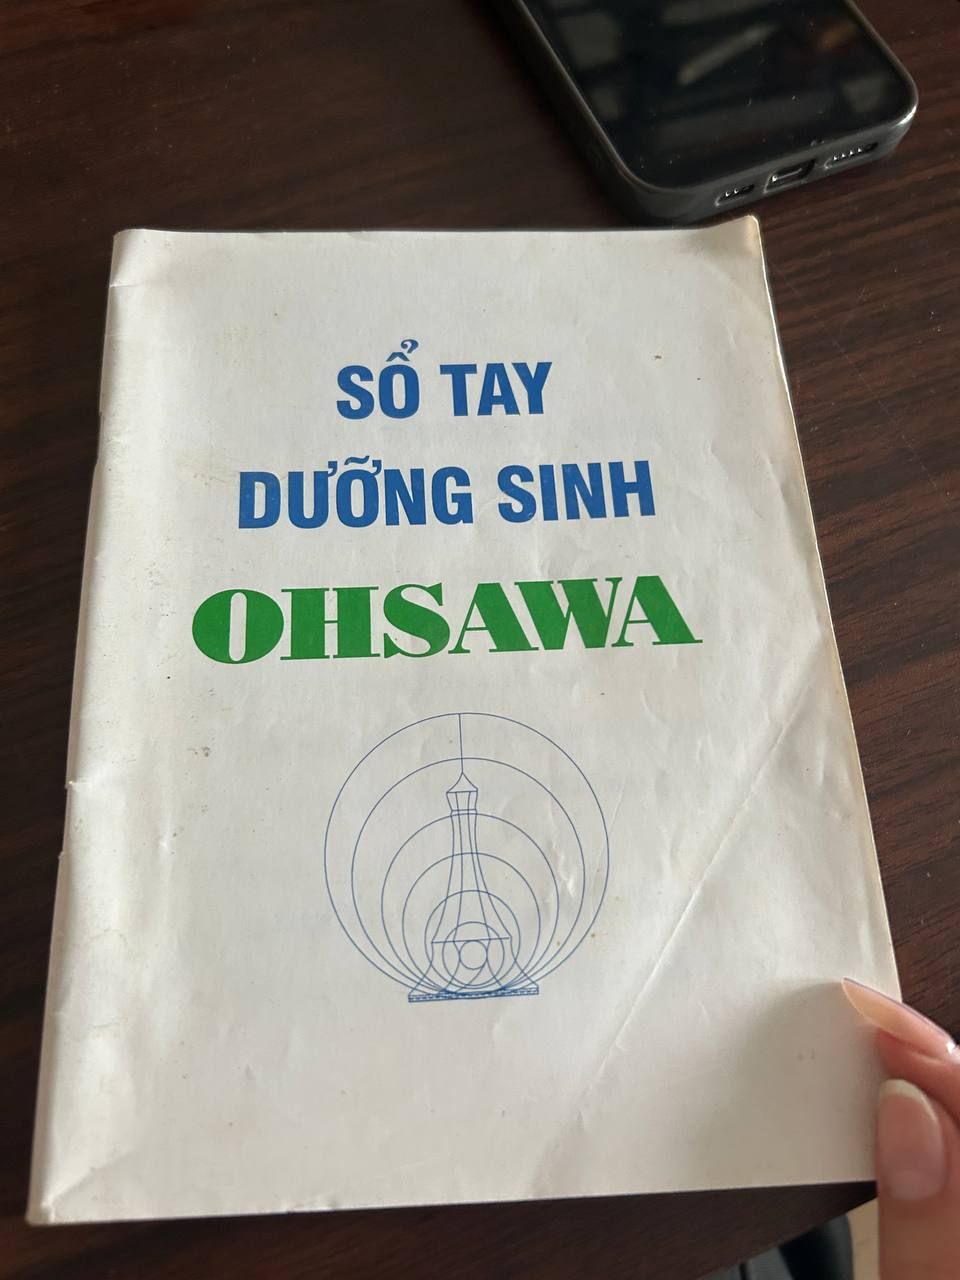 SỔ TAY
DƯỠNG SINH
OHSAWA